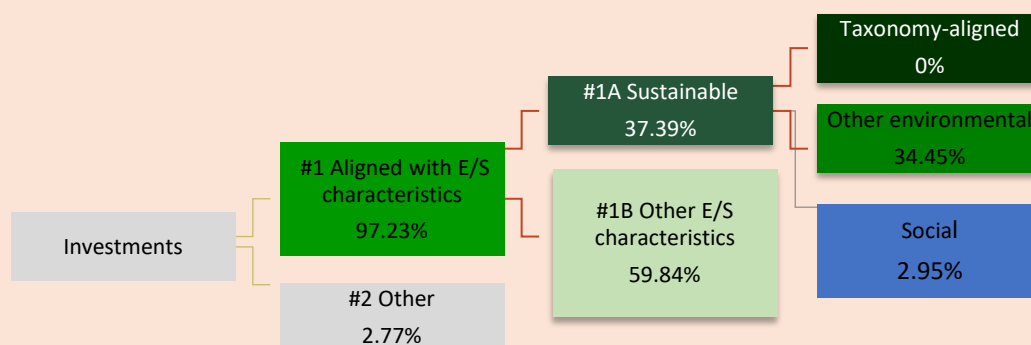 Investments
#1 Aligned with E/S
characteristics
97.23%
#2 Other
2.77%
#1A Sustainable
37.39%
#1B Other E/S
characteristics
59.84%
Taxonomy-aligned
0%
Other environmental
34.45%
Social
2.95%